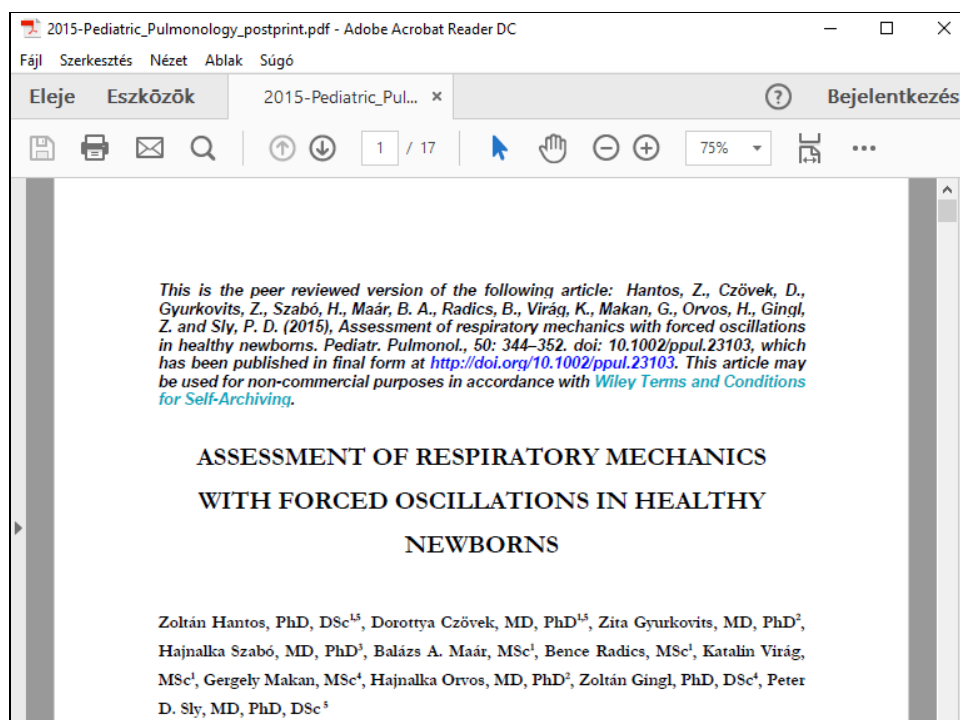 2015-Pediatric_Pulmonology_postprint.pdf - Adobe Acrobat Reader DC
Fájl Szerkesztés Nézet Ablak Súgó
Eleje Eszközök 2015-Pediatric_Pul... × ? Bejelentkezés
1 / 17 75%
This is the peer reviewed version of the following article: Hantos, Z., Czövek, D.,
Gyurkovits, Z., Szabó, H., Maár, B. A., Radics, B., Virág, K., Makan, G., Orvos, H., Gingl,
Z. and Sly, P. D. (2015), Assessment of respiratory mechanics with forced oscillations
in healthy newborns. Pediatr. Pulmonol., 50: 344–352. doi: 10.1002/ppul.23103, which
has been published in final form at http://doi.org/10.1002/ppul.23103. This article may
be used for non-commercial purposes in accordance with Wiley Terms and Conditions
for Self-Archiving.
ASSESSMENT OF RESPIRATORY MECHANICS
WITH FORCED OSCILLATIONS IN HEALTHY
NEWBORNS
Zoltán Hantos, PhD, DSc1,5, Dorottya Czövek, MD, PhD1,5, Zita Gyurkovits, MD, PhD2,
Hajnalka Szabó, MD, PhD3, Balázs A. Maár, MSc1, Bence Radics, MSc1, Katalin Virág,
MSc1, Gergely Makan, MSc4, Hajnalka Orvos, MD, PhD2, Zoltán Gingl, PhD, DSc4, Peter
D. Sly, MD, PhD, DSc5